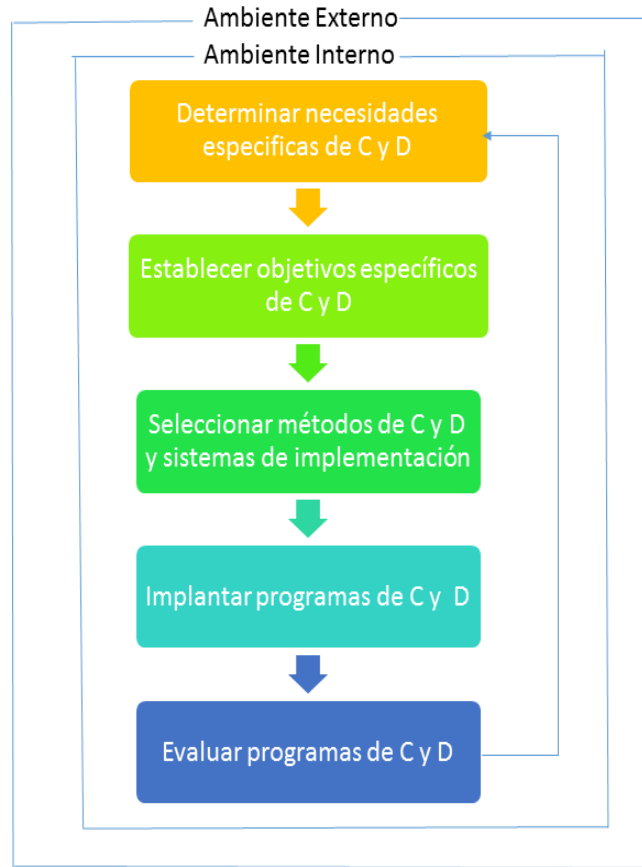 Ambiente Externo
Ambiente Interno
Determinar necesidades
especificas de C y D
Establecer objetivos específicos
de C y D
Seleccionar métodos de C y D
y sistemas de implementación
Implantar programas de C y D
Evaluar programas de C y D